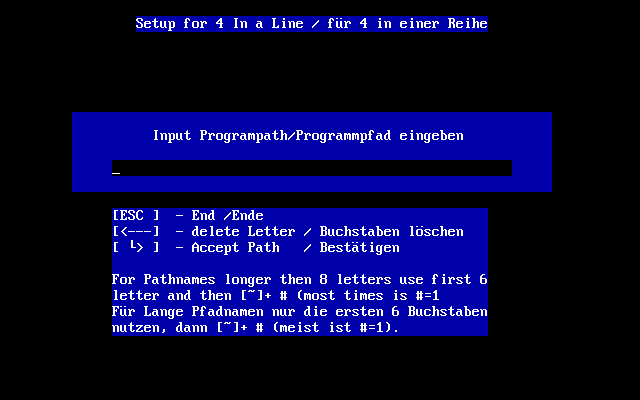 Setup for 4 In a Line / für 4 in einer Reihe
Input Programpath/Programmpfad eingeben
_
[ESC ]  - End /Ende
[<---]  - delete Letter / Buchstaben löschen
[ └> ]  - Accept Path   / Bestätigen
For Pathnames longer then 8 letters use first 6
letter and then [~]+ # (most times is #=1
Für Lange Pfadnamen nur die ersten 6 Buchstaben
nutzen, dann [~]+ # (meist ist #=1).